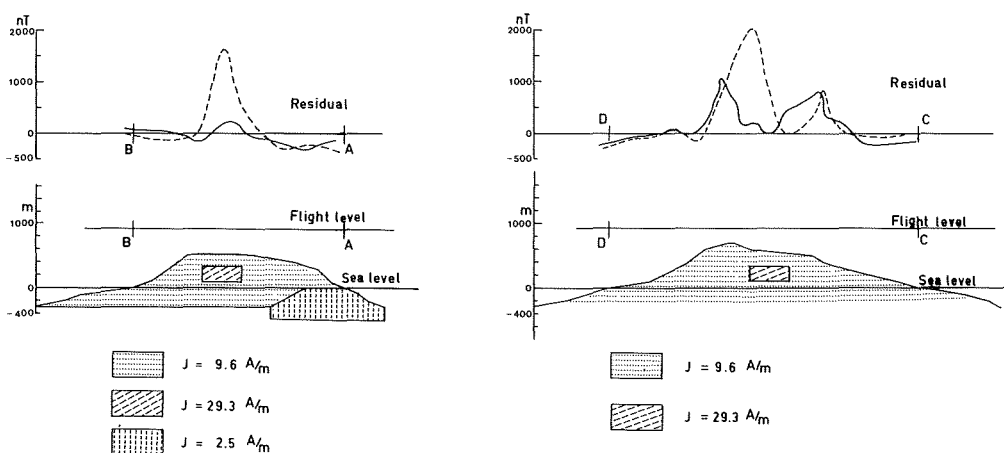 nT
2000
1000
0
-500
Residual
B
A
m
1000
0
-400
Flight level
B
A
Sea level
J = 9.6 A/m
J = 29.3 A/m
J = 2.5 A/m
nT
2000
1000
0
-500
Residual
D
C
m
1000
0
-400
Flight level
D
C
Sea level
J = 9.6 A/m
J = 29.3 A/m